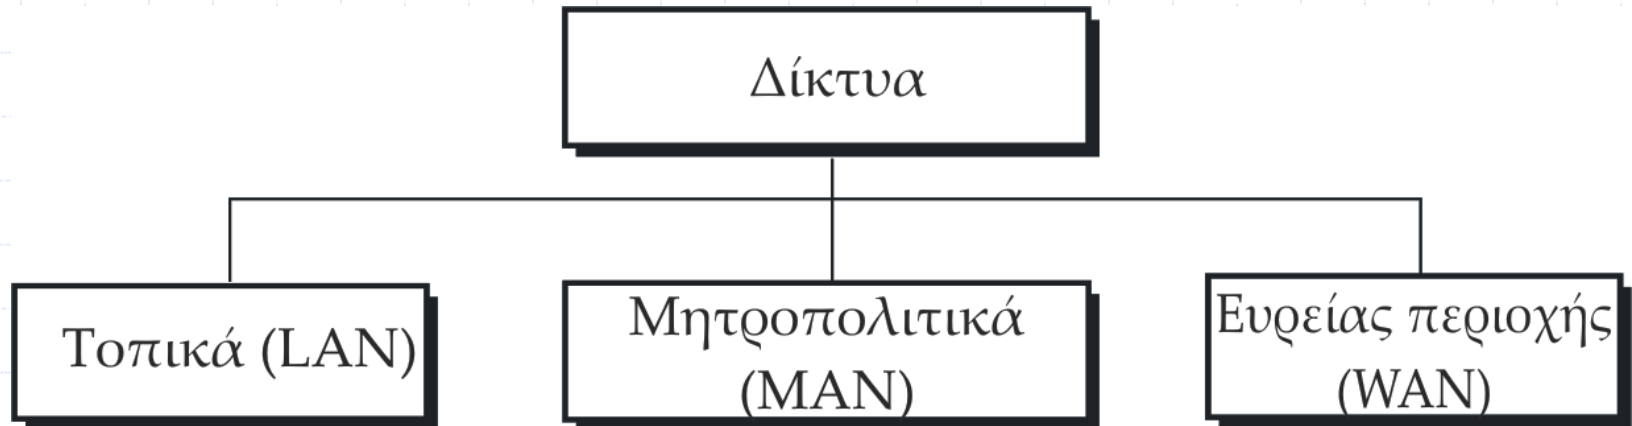 Δίκτυα
Τοπικά (LAN)
Μητροπολιτικά
(MAN)
Ευρείας περιοχής
(WAN)